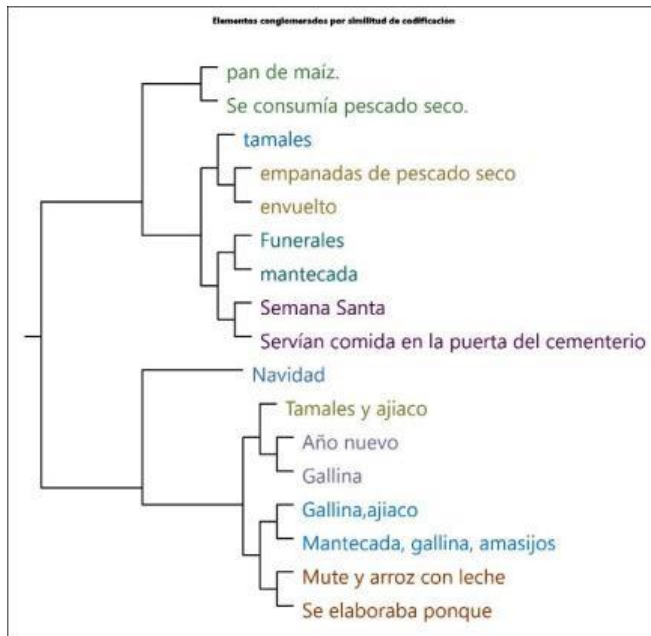 Elementos conglomerados por similitud de codificación
pan de maíz.
Se consumía pescado seco.
tamales
empanadas de pescado seco
envuelto
Funerales
mantecada
Semana Santa
Servían comida en la puerta del cementerio
Navidad
Tamales y ajiaco
Año nuevo
Gallina
Gallina,ajiaco
Mantecada, gallina, amasijos
Mute y arroz con leche
Se elaboraba ponque